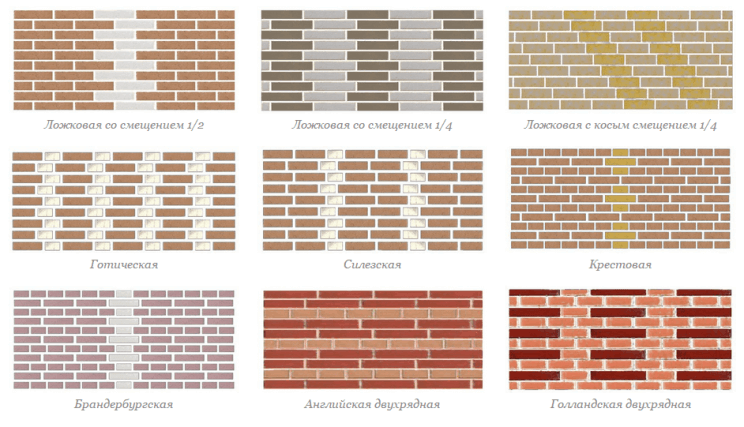 Ложковая со смещением 1/2
Ложковая со смещением 1/4
Ложковая с косым смещением 1/4
Готическая
Силезская
Крестовая
Брандербургская
Английская двухрядная
Голландская двухрядная